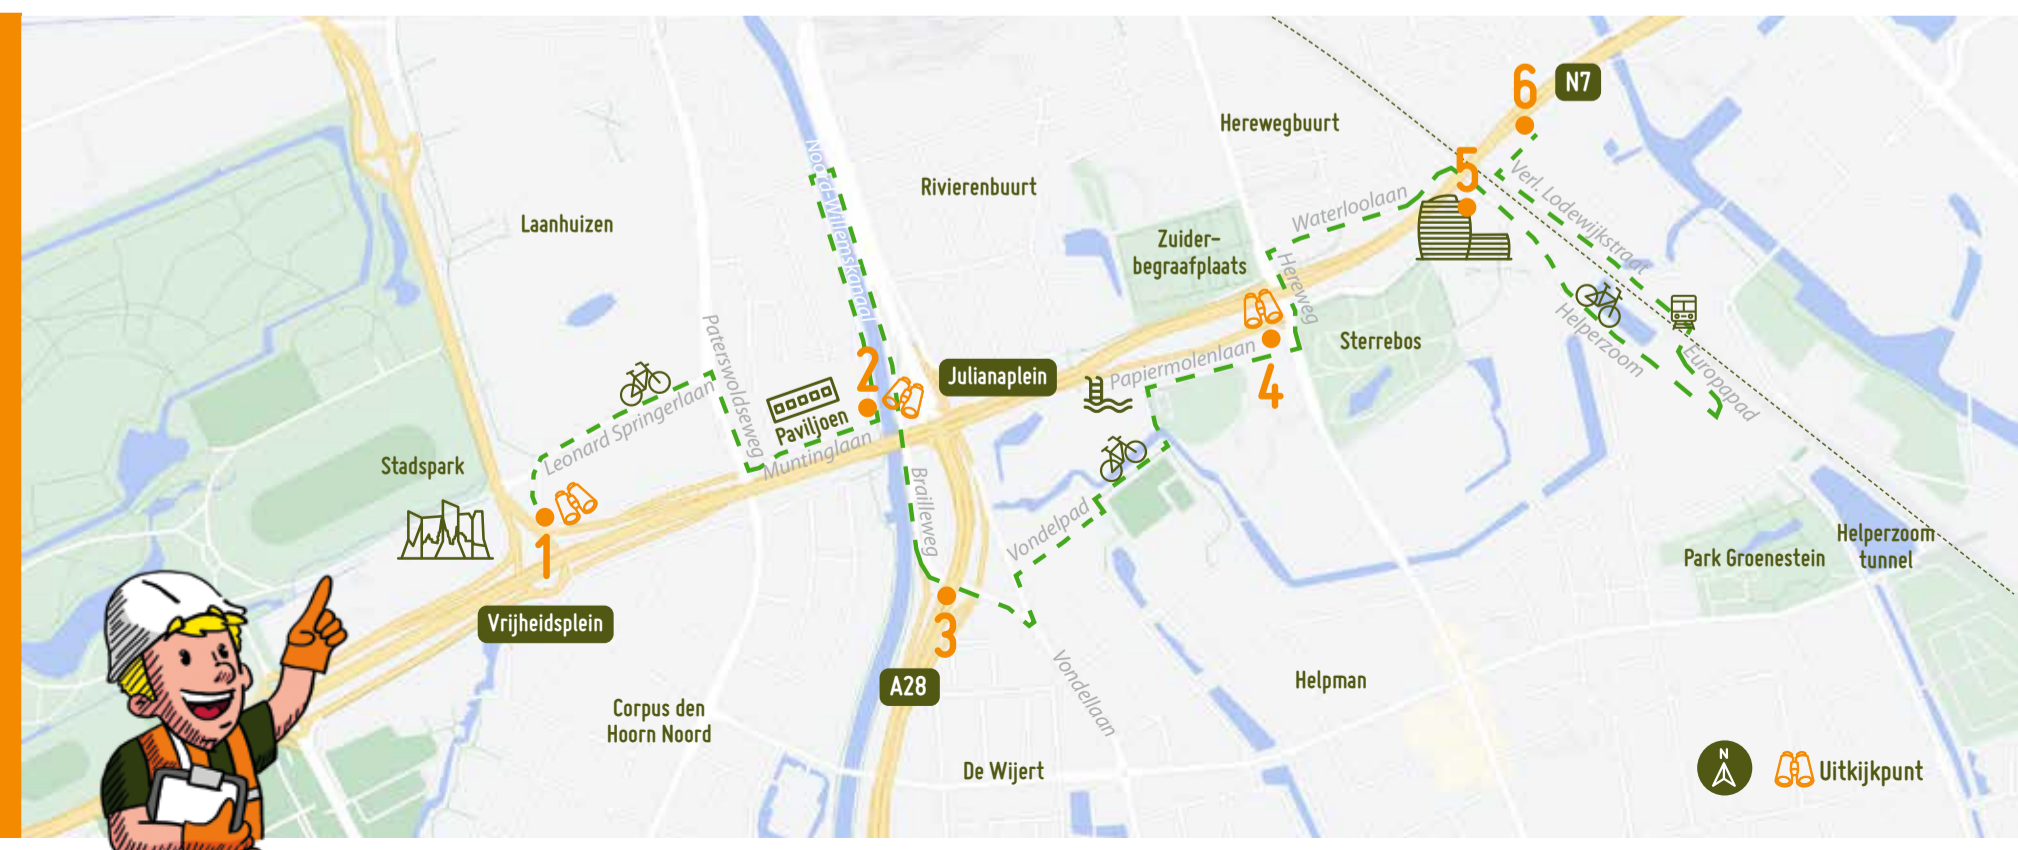 6
N7
Herewegbuurt
5
Verl. Lodewijkstraat
Noord-Willemskanaal
Rivierenbuurt
Waterloolaan
Laanhuizen
Zuider-
begraafplaats
Hereweg
Helperzoom
Sterrebos
Europapad
Paterswoldseweg
2
Julianaplein
Papiermolenlaan
4
Leonard Springerlaan
Paviljoen
Muntinglaan
Stadspark
Brailleweg
Vondelpad
1
Helperzoom
tunnel
Park Groenestein
Vrijheidsplein
3
A28
Vondellaan
Helpman
Corpus den
Hoorn Noord
De Wijert
N
Uitkijkpunt